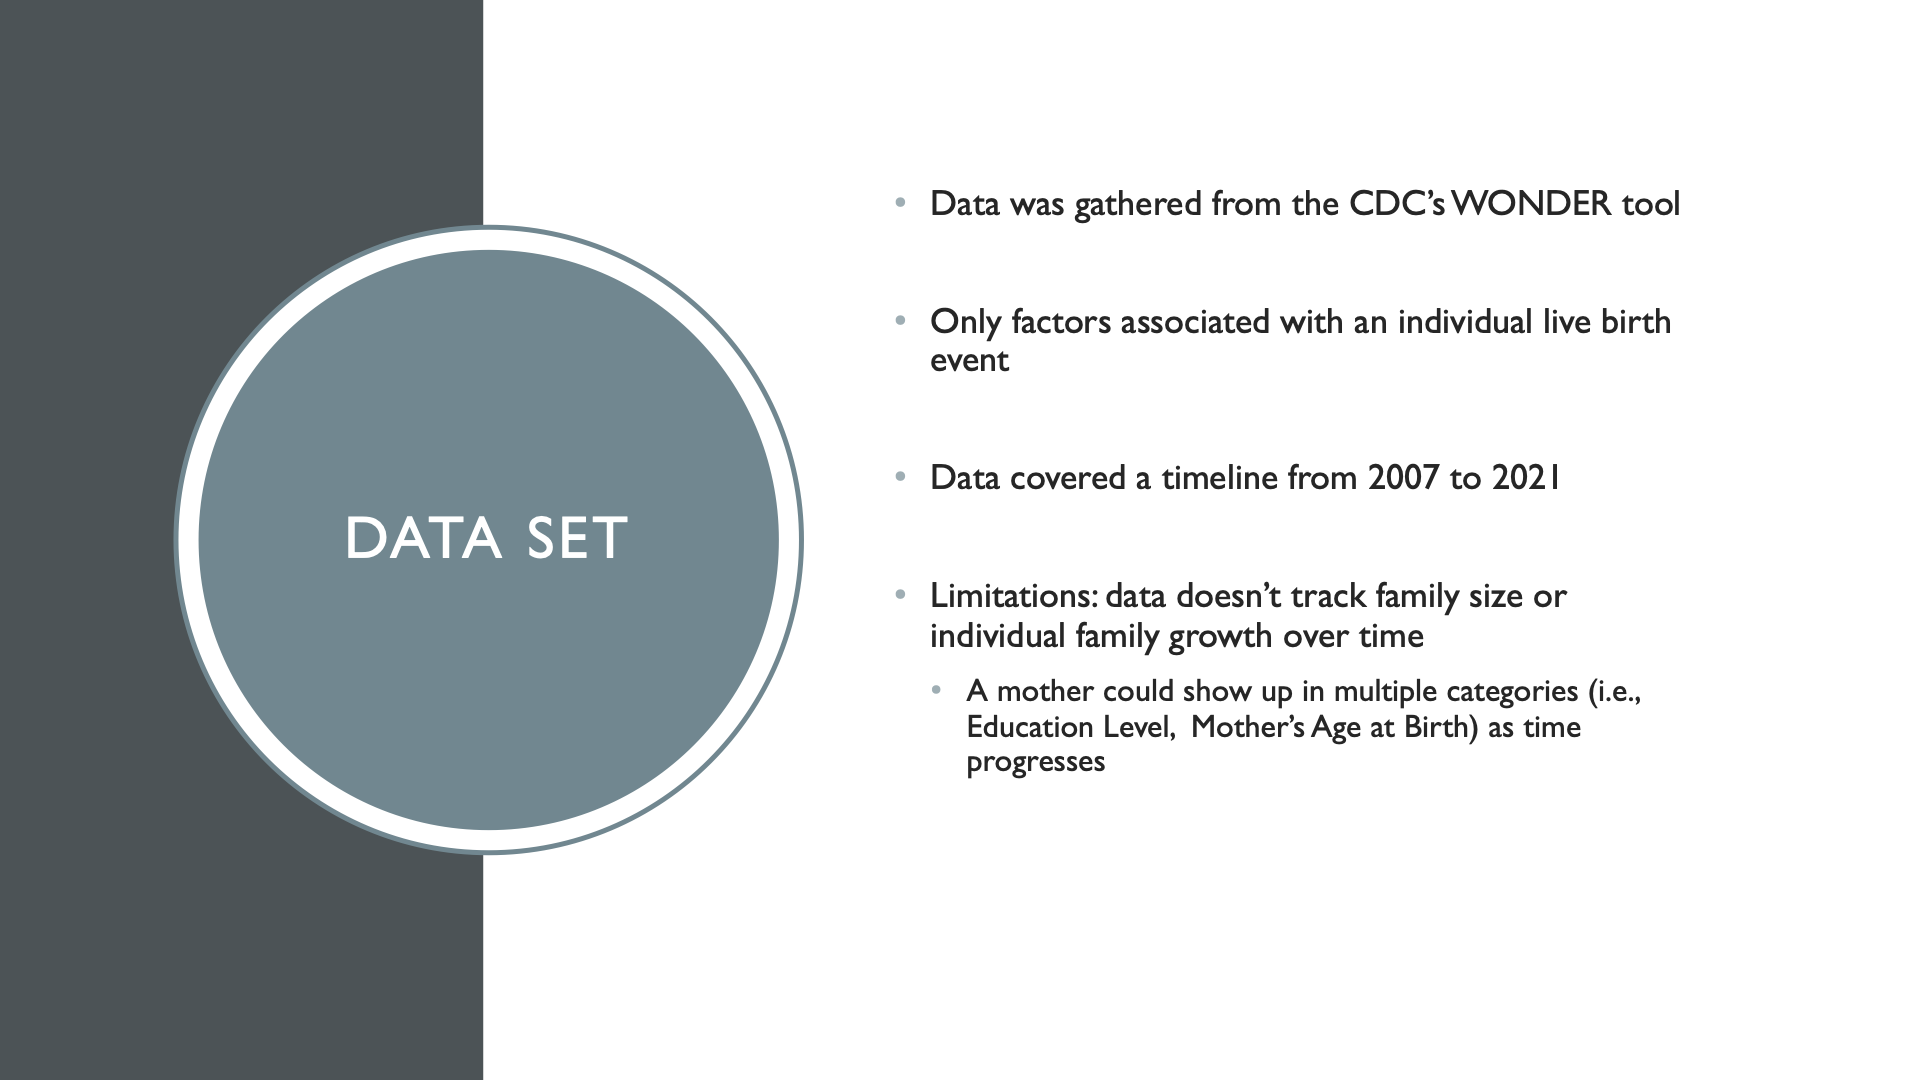 DATA SET
• Data was gathered from the CDC’s WONDER tool
• Only factors associated with an individual live birth
event
• Data covered a timeline from 2007 to 2021
• Limitations: data doesn’t track family size or
individual family growth over time
• A mother could show up in multiple categories (i.e.,
Education Level,  Mother’s Age at Birth) as time
progresses